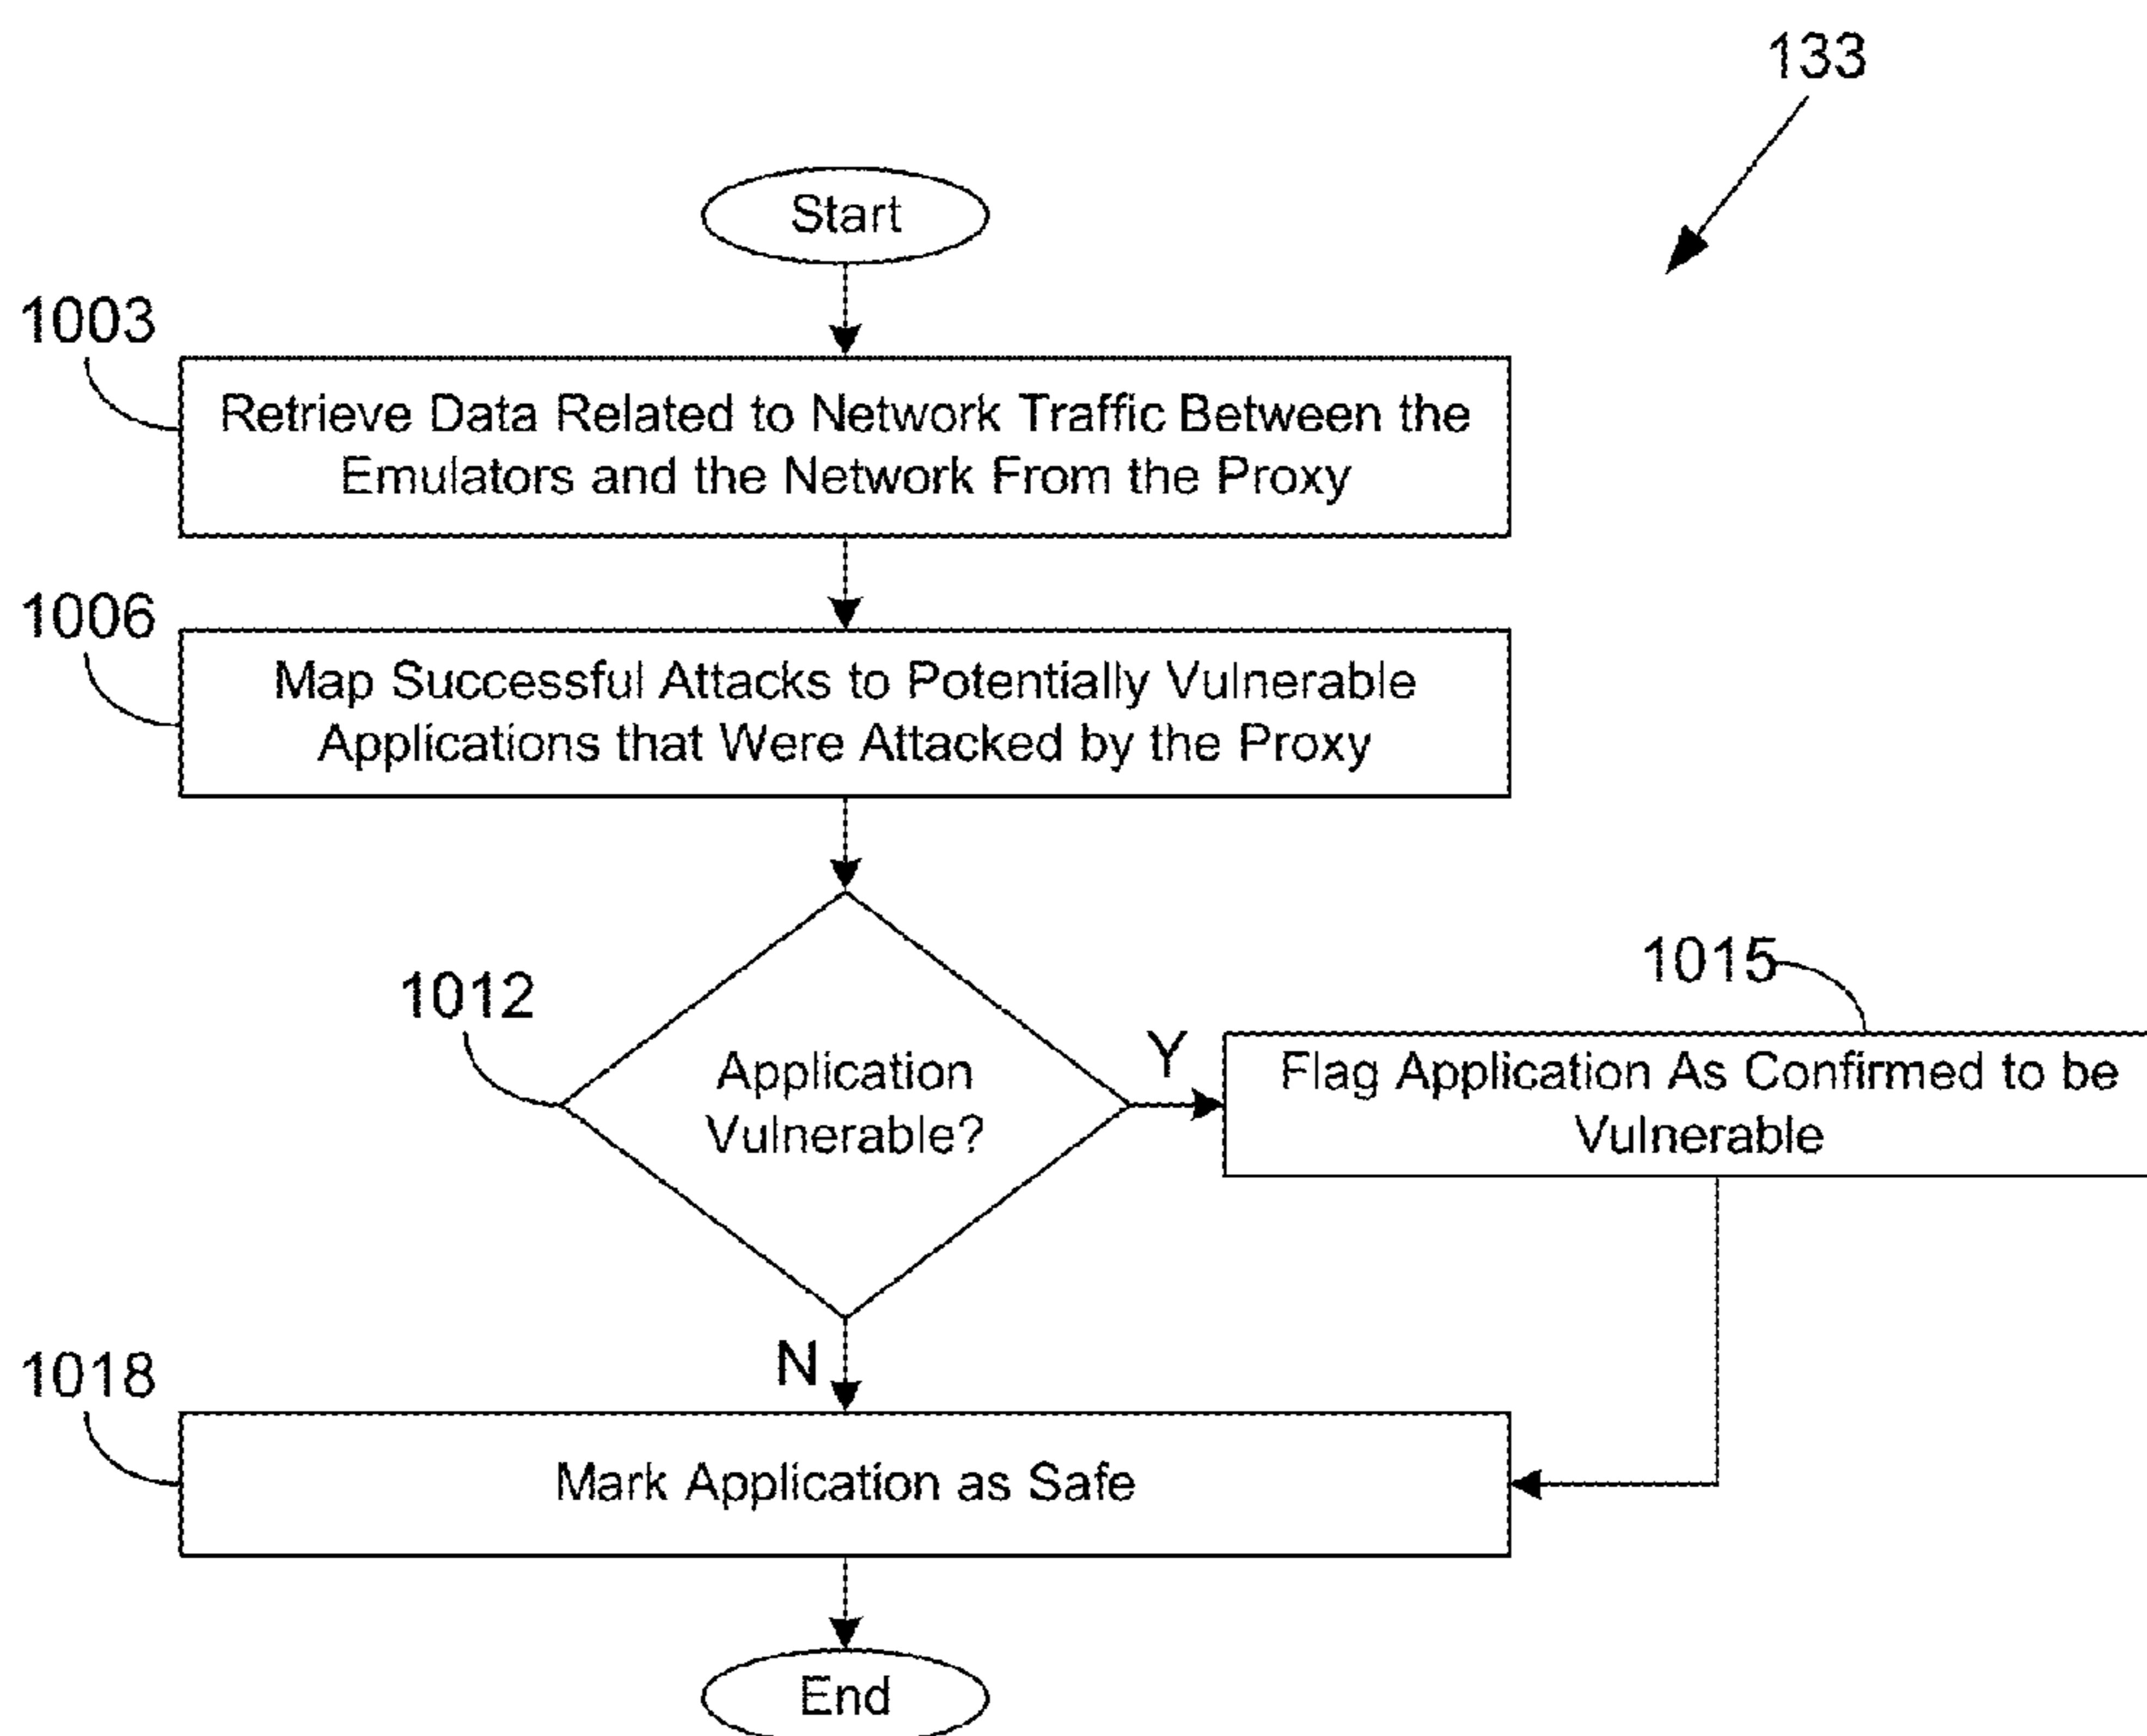 133
Start
1003
Retrieve Data Related to Network Traffic Between the
Emulators and the Network From the Proxy
1006
Map Successful Attacks to Potentially Vulnerable
Applications that Were Attacked by the Proxy
1012
Application
Vulnerable?
Y
1015
Flag Application As Confirmed to be
Vulnerable
N
1018
Mark Application as Safe
End